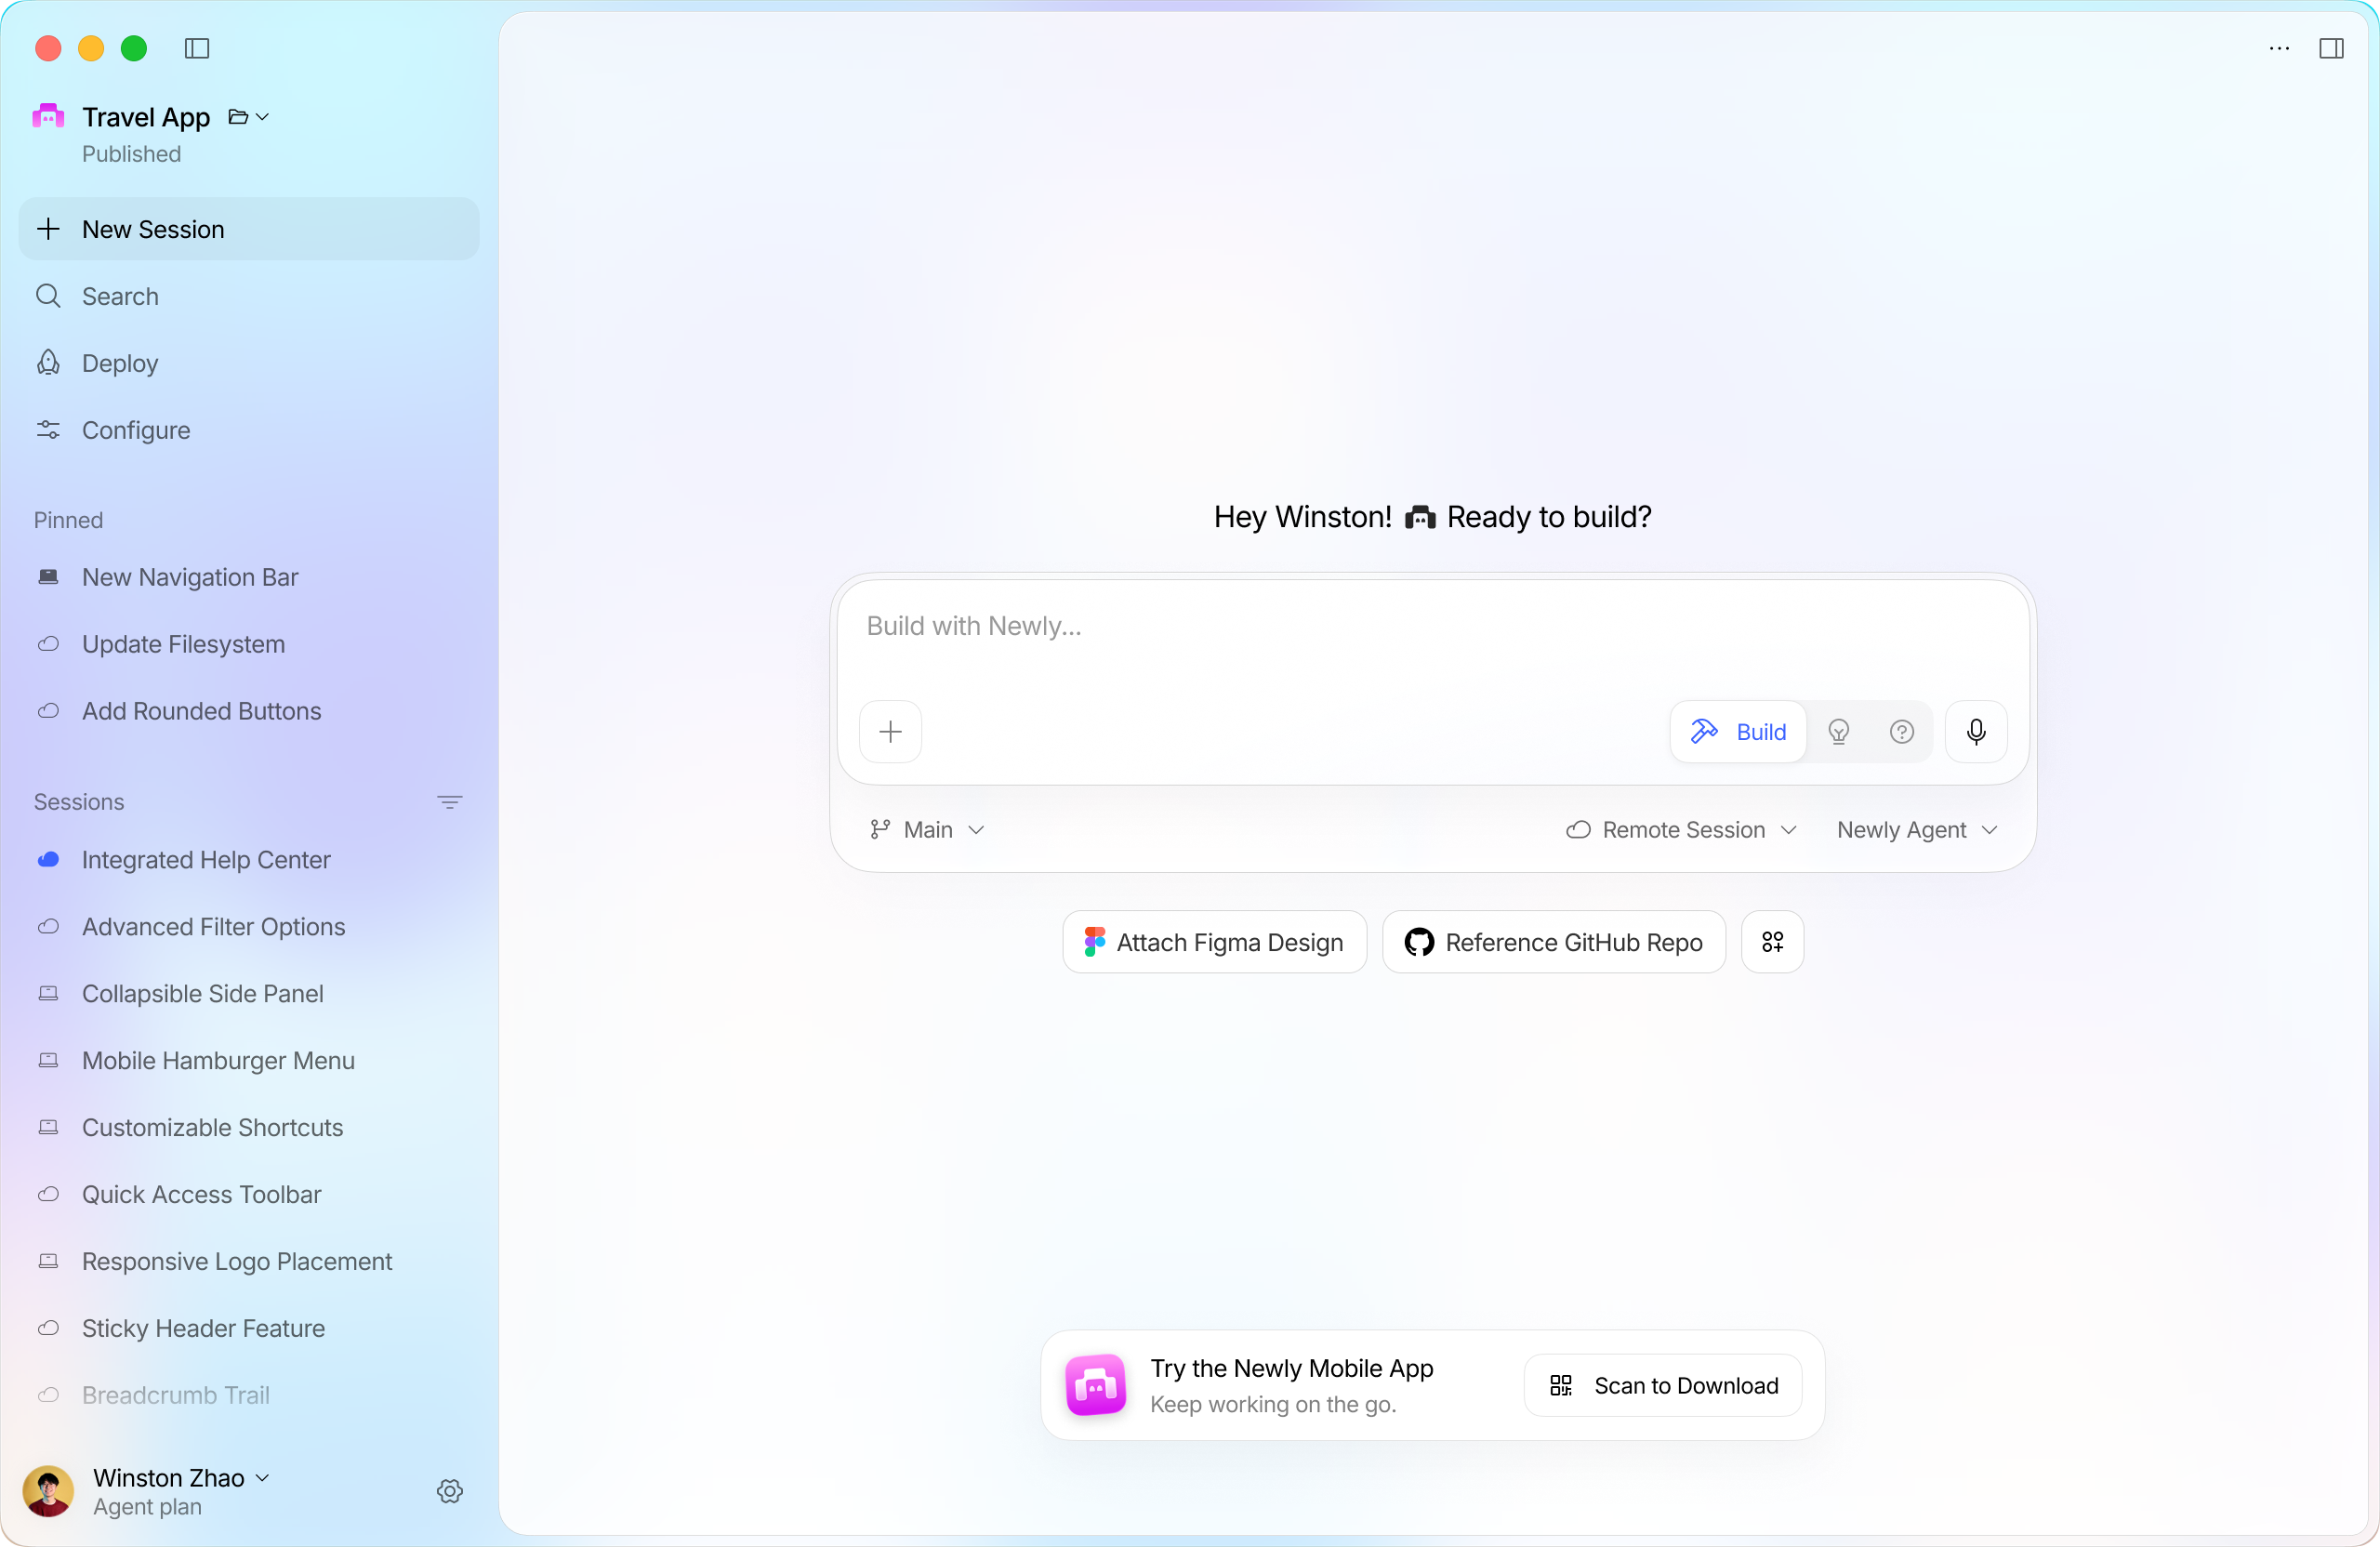 Travel App
Published
New Session
Search
Deploy
Configure
Pinned
New Navigation Bar
Update Filesystem
Add Rounded Buttons
Sessions
Integrated Help Center
Advanced Filter Options
Collapsible Side Panel
Mobile Hamburger Menu
Customizable Shortcuts
Quick Access Toolbar
Responsive Logo Placement
Sticky Header Feature
Breadcrumb Trail
Winston Zhao
Agent plan
Hey Winston! Ready to build?
Build with Newly...
Build
Main
Remote Session
Newly Agent
Attach Figma Design
Reference GitHub Repo
Try the Newly Mobile App
Keep working on the go.
Scan to Download